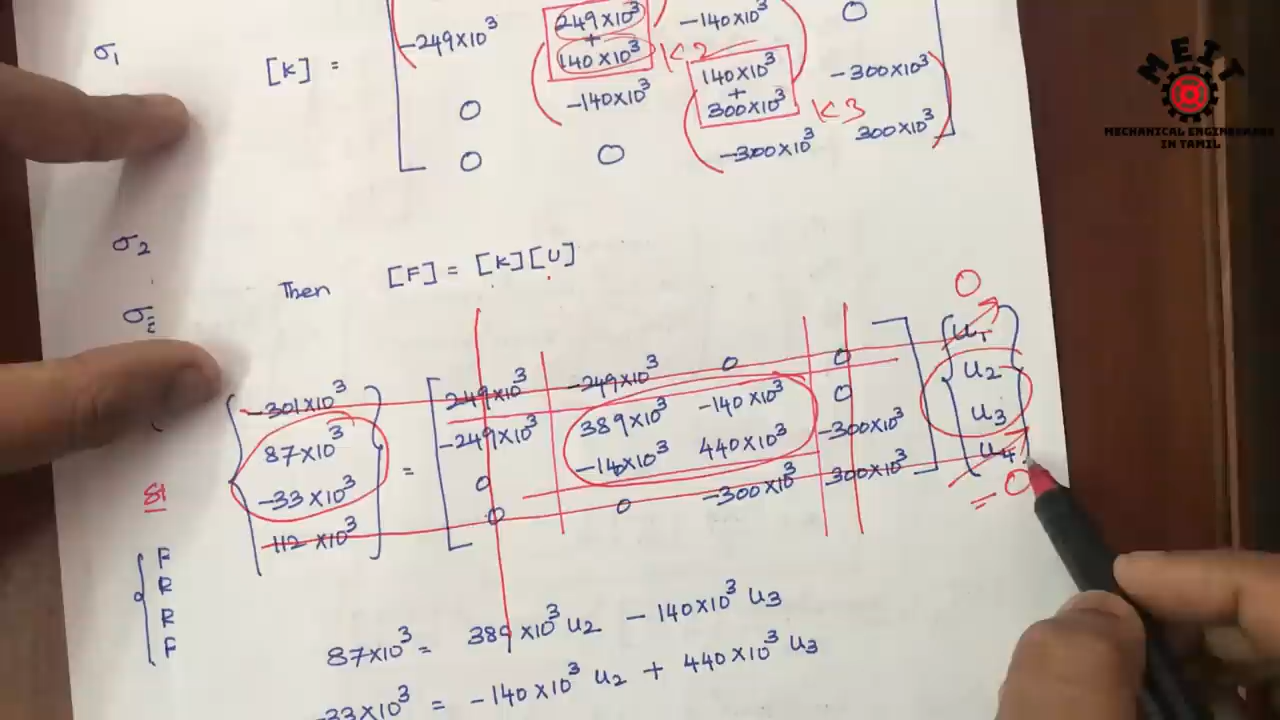 σ1
[K] =
-249×10³ 249×10³ + 140×10³ -140×10³ 0
K2
0 -140×10³ 140×10³ + 300×10³ -300×10³
K3
0 0 -300×10³ 300×10³
METT
MECHANICAL ENGINEERING
IN TAMIL
σ2
Then [F] = [K][U]
0
-301×10³ 249×10³ -249×10³ 0 0 u1
87×10³ = -249×10³ 389×10³ -140×10³ 0 u2
-33×10³ 0 -140×10³ 440×10³ -300×10³ u3
112×10³ 0 0 -300×10³ 300×10³ u4
= 0
F
R
R
F
87×10³ = 389×10³ u2 - 140×10³ u3
-33×10³ = -140×10³ u2 + 440×10³ u3